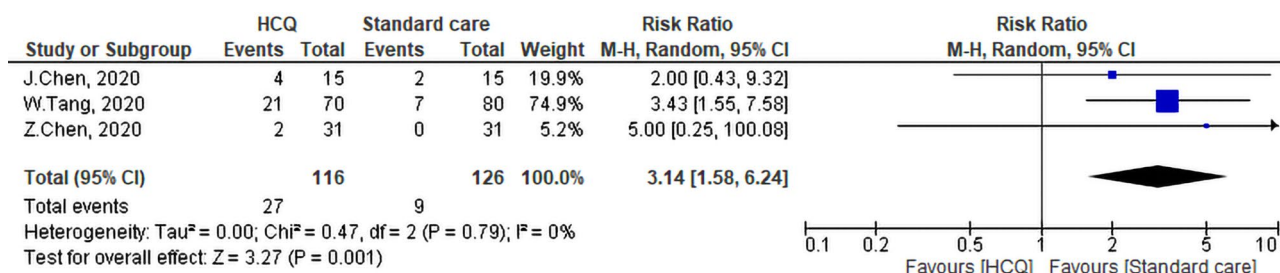 HCQ Standard care Risk Ratio Risk Ratio
Study or Subgroup Events Total Events Total Weight M-H, Random, 95% CI M-H, Random, 95% CI
J.Chen, 2020 4 15 2 15 19.9% 2.00 [0.43, 9.32]
W.Tang, 2020 21 70 7 80 74.9% 3.43 [1.55, 7.58]
Z.Chen, 2020 2 31 0 31 5.2% 5.00 [0.25, 100.08]
Total (95% CI) 116 126 100.0% 3.14 [1.58, 6.24]
Total events 27 9
Heterogeneity: Tau² = 0.00; Chi² = 0.47, df = 2 (P = 0.79); I² = 0%
Test for overall effect: Z = 3.27 (P = 0.001)
0.1 0.2 0.5 1 2 5 10
Favours [HCQ] Favours [Standard care]